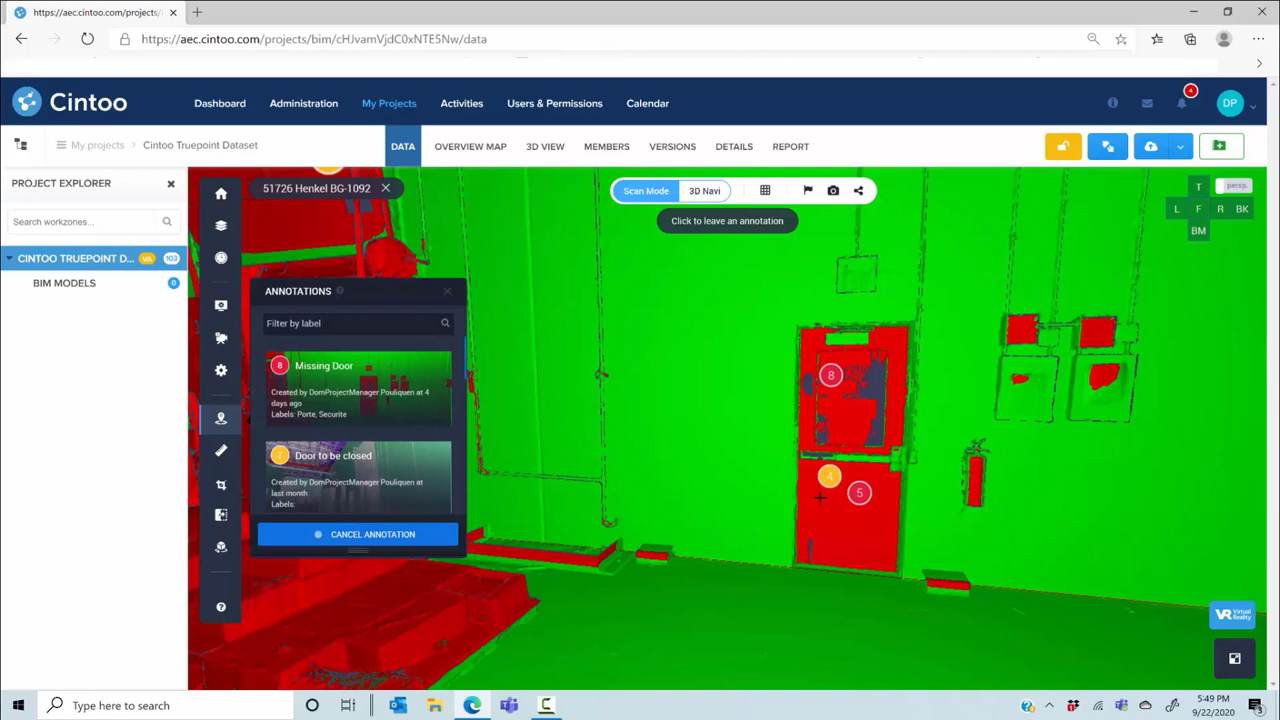 https://aec.cintoo.com/projects/
https://aec.cintoo.com/projects/bim/cHJvamVjdC0xNTE5Nw/data
Cintoo
Dashboard
Administration
My Projects
Activities
Users & Permissions
Calendar
4
DP
My projects
Cintoo Truepoint Dataset
DATA
OVERVIEW MAP
3D VIEW
MEMBERS
VERSIONS
DETAILS
REPORT
PROJECT EXPLORER
Search workzones...
CINTOO TRUEPOINT D...
VA
103
BIM MODELS
0
51726 Henkel BG-1092
Scan Mode
3D Navi
Click to leave an annotation
T
persp.
L
F
R
BK
BM
ANNOTATIONS
Filter by label
8
Missing Door
Created by DomProjectManager Pouliquen at 4
days ago
Labels: Porte, Securite
7
Door to be closed
Created by DomProjectManager Pouliquen at
last month
Labels:
CANCEL ANNOTATION
8
4
5
VR Virtual
Reality
Type here to search
5:49 PM
9/22/2020
3